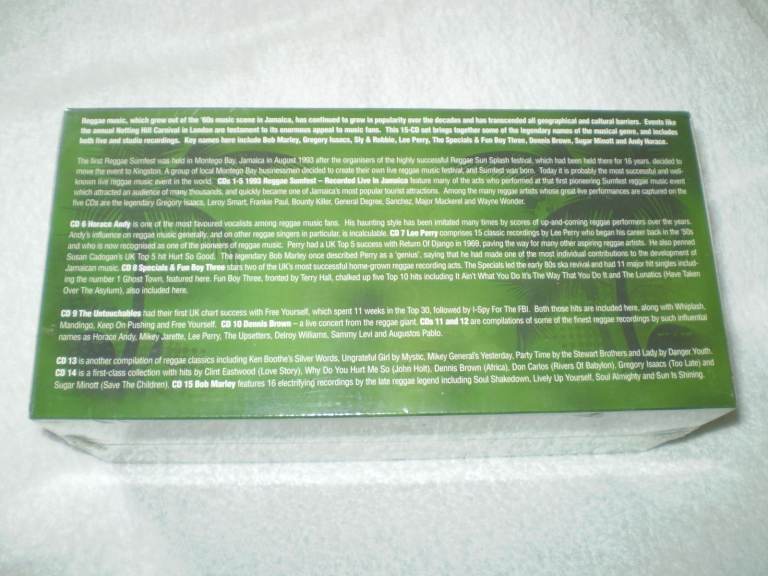 Reggae music, which grew out of the '60s music scene in Jamaica, has continued to grow in popularity over the decades and has transcended all geographical and cultural barriers. Events like
the annual Notting Hill Carnival in London are testament to its enormous appeal to music fans. This 15-CD set brings together some of the legendary names of the musical genre, and includes
both live and studio recordings. Key names here include Bob Marley, Gregory Isaacs, Sly & Robbie, Lee Perry, The Specials & Fun Boy Three, Dennis Brown, Sugar Minott and Andy Horace.
The first Reggae Sumfest was held in Montego Bay, Jamaica in August 1993 after the organisers of the highly successful Reggae Sun Splash festival, which had been held there for 16 years, decided to
move the event to Kingston. A group of local Montego Bay businessmen decided to create their own live reggae music festival, and Sumfest was born. Today it is probably the most successful and well-
known live reggae music event in the world. CDs 1-5 1993 Reggae Sumfest – Recorded Live in Jamaica feature many of the acts who performed at that first pioneering Sumfest reggae music event
which attracted an audience of many thousands, and quickly became one of Jamaica's most popular tourist attractions. Among the many reggae artists whose great live performances are captured on the
five CDs are the legendary Gregory Isaacs, Leroy Smart, Frankie Paul, Bounty Killer, General Degree, Sanchez, Major Mackerel and Wayne Wonder.
CD 6 Horace Andy is one of the most favoured vocalists among reggae music fans. His haunting style has been imitated many times by scores of up-and-coming reggae performers over the years.
Andy's influence on reggae music generally, and on other reggae singers in particular, is incalculable. CD 7 Lee Perry comprises 15 classic recordings by Lee Perry who began his career back in the '50s
and who is now recognised as one of the pioneers of reggae music. Perry had a UK Top 5 success with Return Of Django in 1969, paving the way for many other aspiring reggae artists. He also penned
Susan Cadogan's UK Top 5 hit Hurt So Good. The legendary Bob Marley once described Perry as a 'genius', saying that he had made one of the most individual contributions to the development of
Jamaican music. CD 8 Specials & Fun Boy Three stars two of the UK's most successful home-grown reggae recording acts. The Specials led the early 80s ska revival and had 11 major hit singles includ-
ing the number 1 Ghost Town, featured here. Fun Boy Three, fronted by Terry Hall, chalked up five Top 10 hits including It Ain't What You Do It's The Way That You Do It and The Lunatics (Have Taken
Over The Asylum), also included here.
CD 9 The Untouchables had their first UK chart success with Free Yourself, which spent 11 weeks in the Top 30, followed by I-Spy For The FBI. Both those hits are included here, along with Whiplash,
Mandingo, Keep On Pushing and Free Yourself. CD 10 Dennis Brown – a live concert from the reggae giant. CDs 11 and 12 are compilations of some of the finest reggae recordings by such influential
names as Horace Andy, Mikey Jarette, Lee Perry, The Upsetters, Delroy Williams, Sammy Levi and Augustos Pablo.
CD 13 is another compilation of reggae classics including Ken Boothe's Silver Words, Ungrateful Girl by Mystic, Mikey General's Yesterday, Party Time by the Stewart Brothers and Lady by Danger Youth.
CD 14 is a first-class collection with hits by Clint Eastwood (Love Story), Why Do You Hurt Me So (John Holt), Dennis Brown (Africa), Don Carlos (Rivers Of Babylon), Gregory Isaacs (Too Late) and
Sugar Minott (Save The Children). CD 15 Bob Marley features 16 electrifying recordings by the late reggae legend including Soul Shakedown, Lively Up Yourself, Soul Almighty and Sun Is Shining.